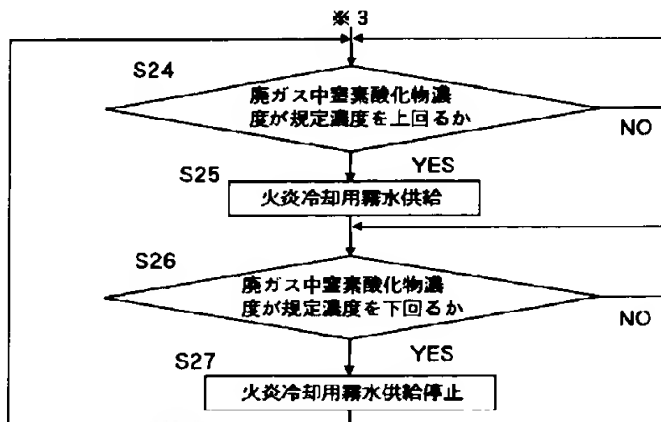 ※3
S24
廃ガス中窒素酸化物濃
度が規定濃度を上回るか
NO
YES
S25
火炎冷却用霧水供給
S26
廃ガス中窒素酸化物濃
度が規定濃度を下回るか
NO
YES
S27
火炎冷却用霧水供給停止